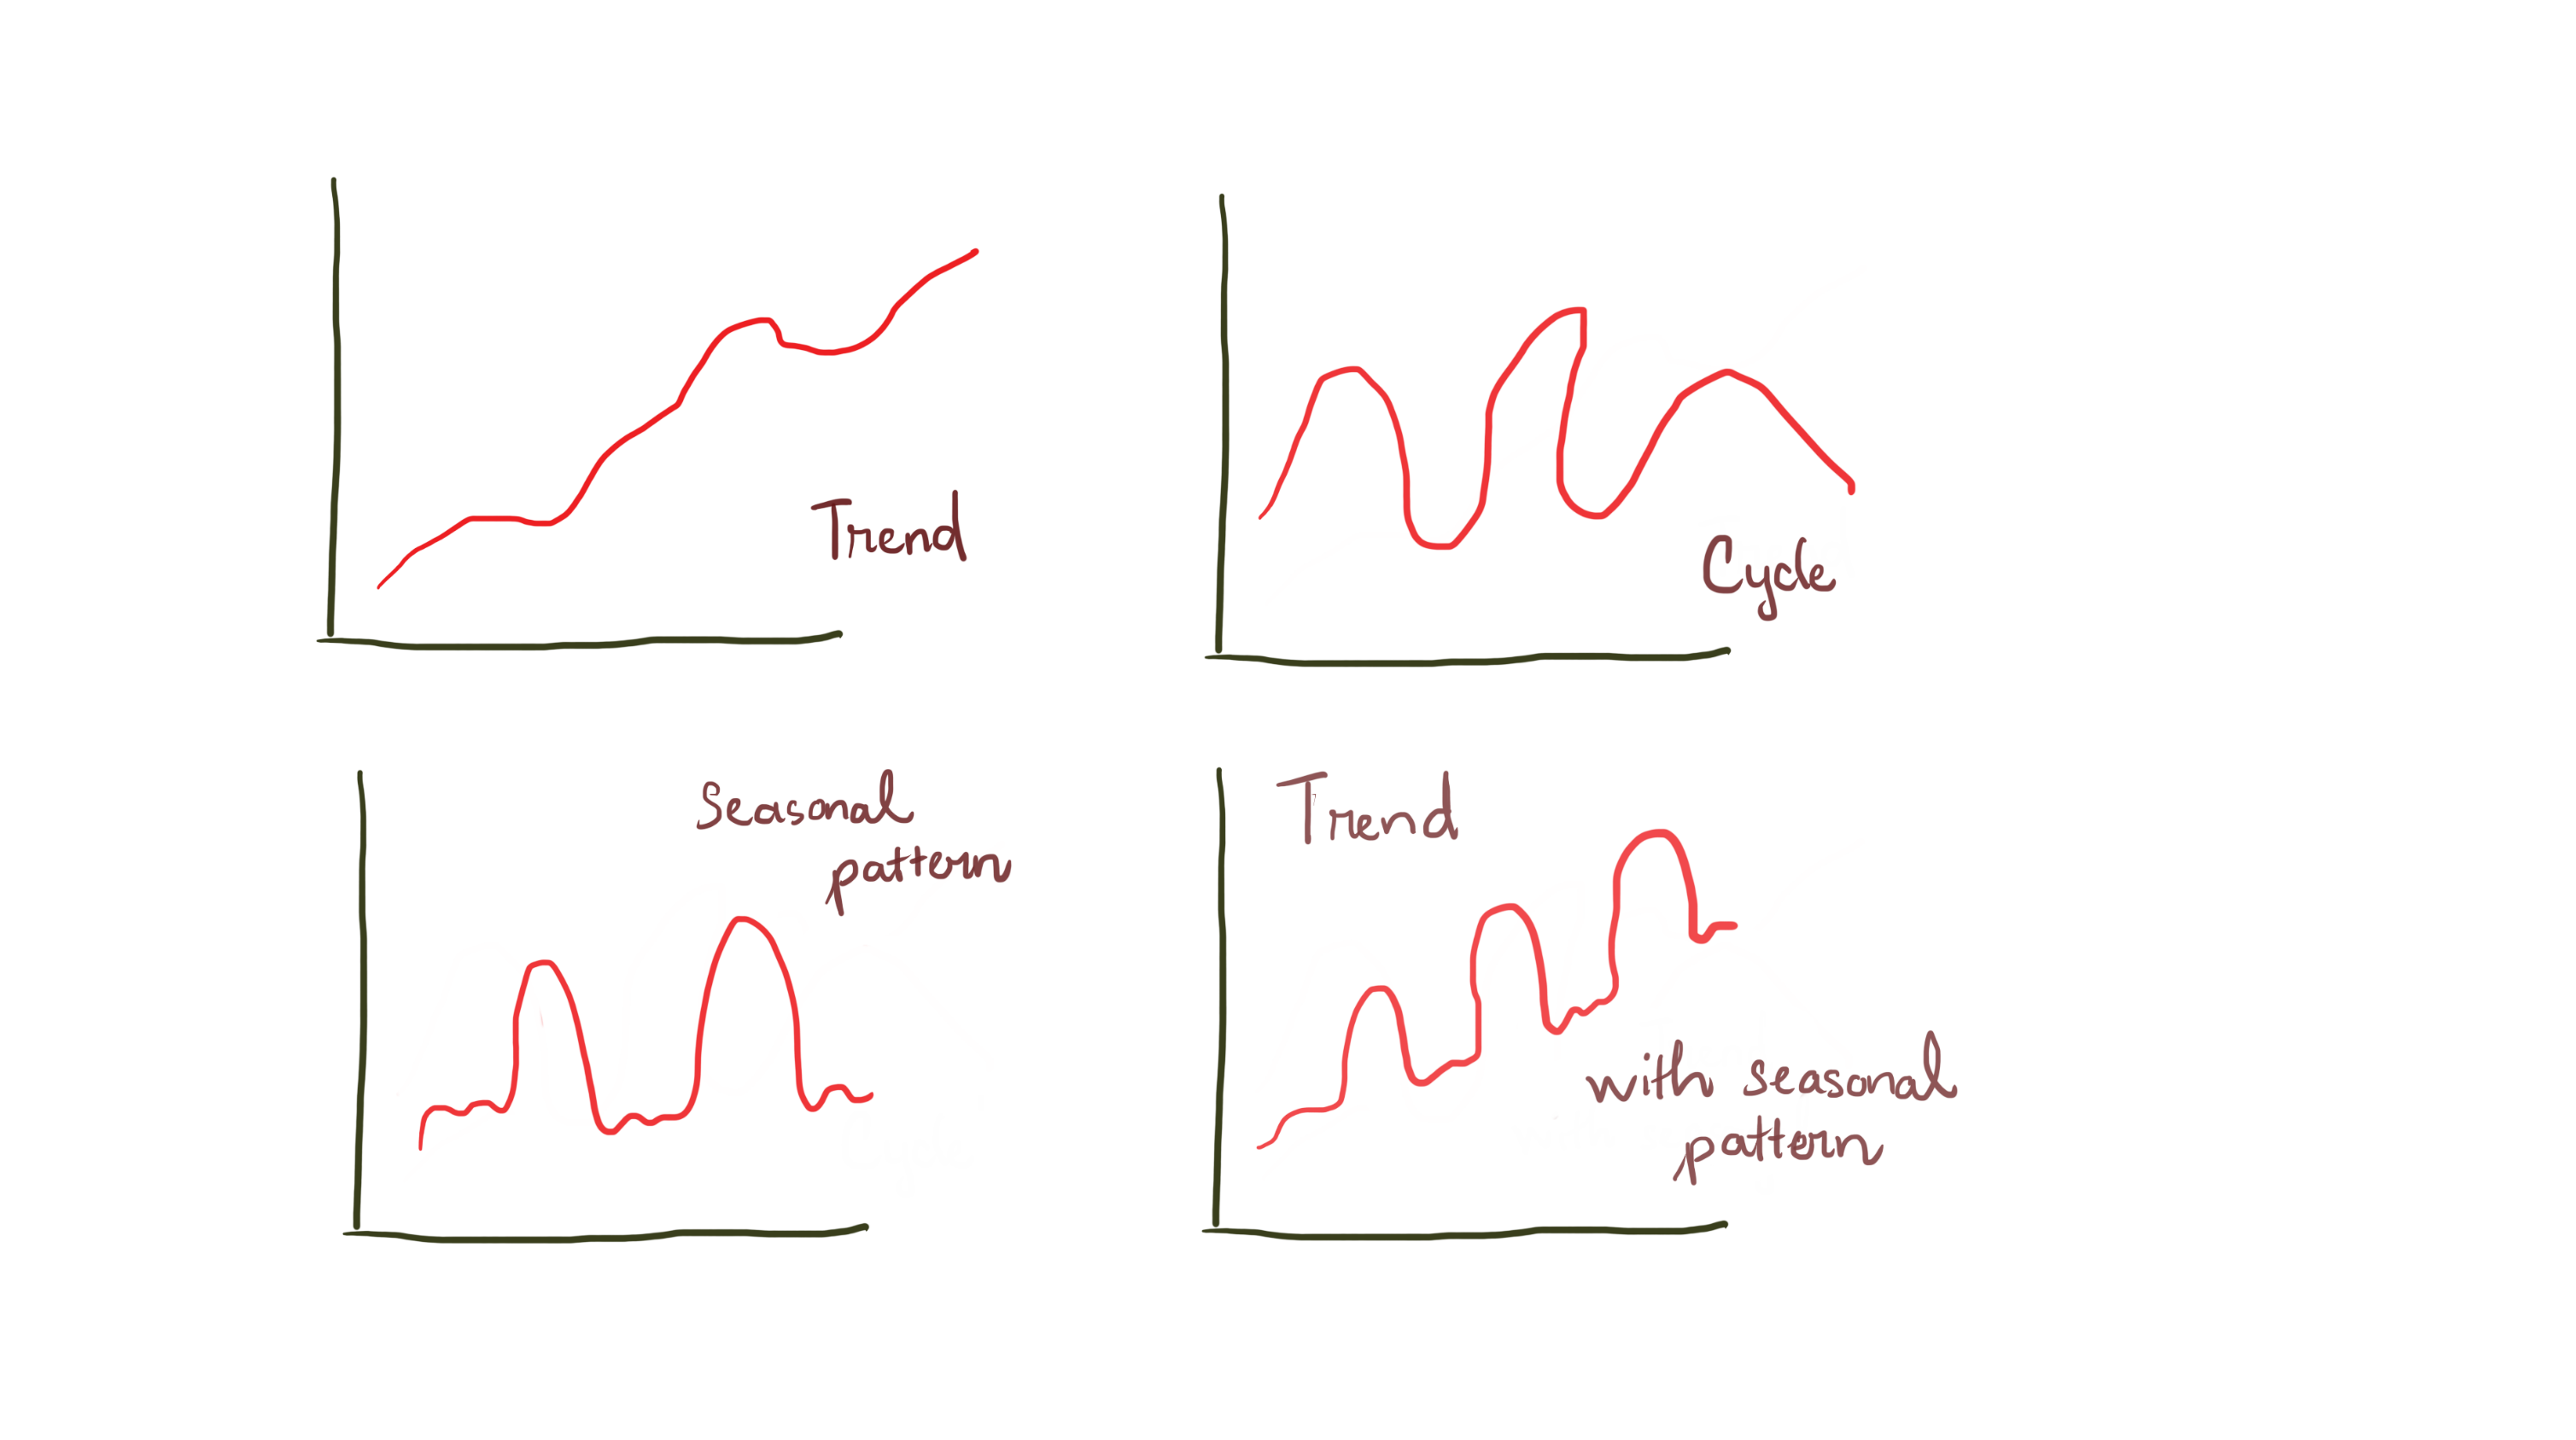 Trend
Cycle
Seasonal
pattern
Trend
with seasonal
pattern